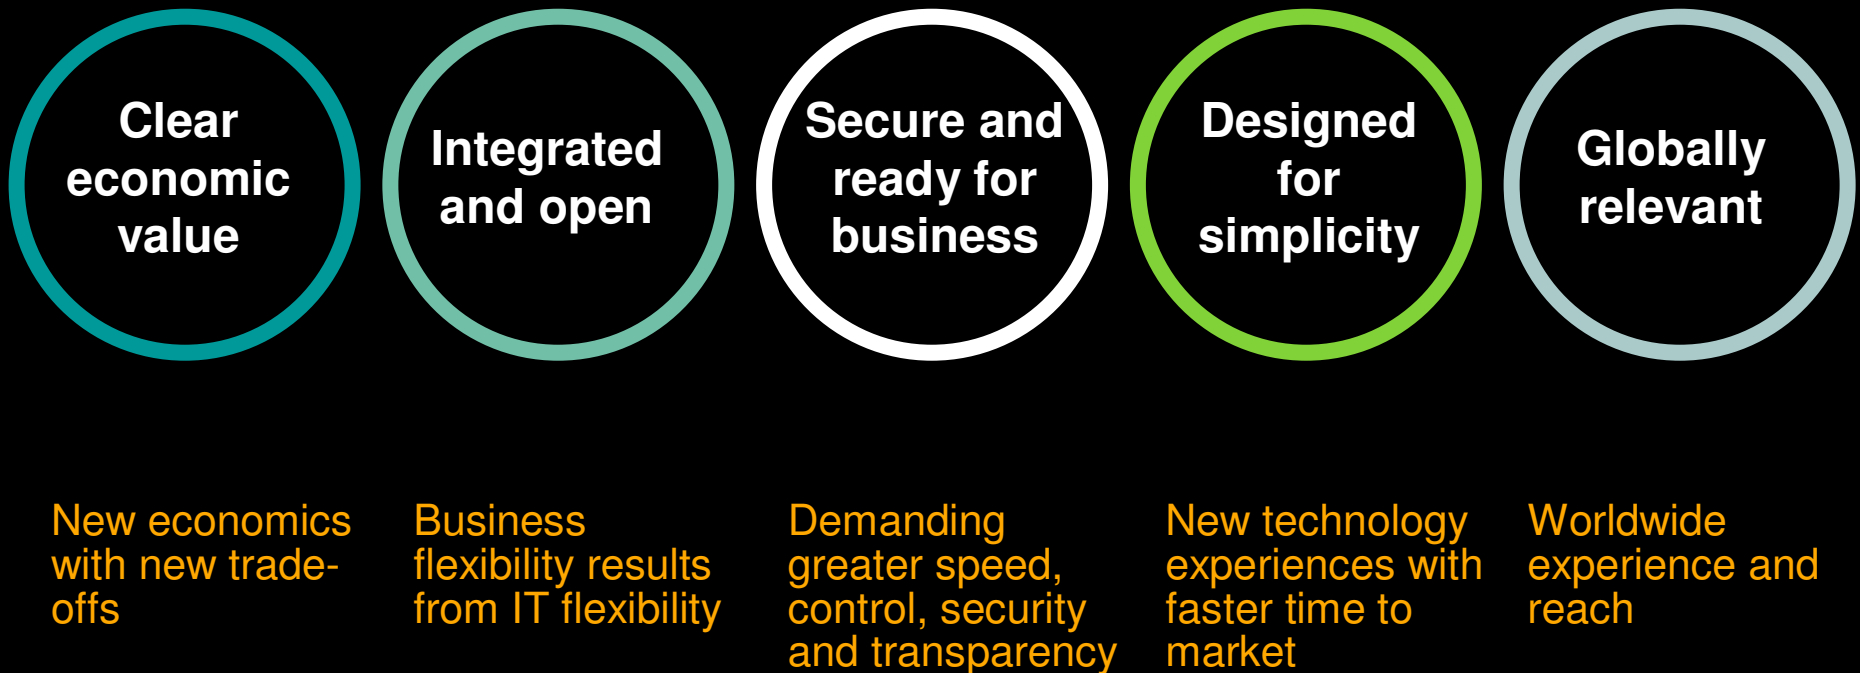 Clear
economic
value
Integrated
and open
Secure and
ready for
business
Designed
for
simplicity
Globally
relevant
New economics
with new trade-
offs
Business
flexibility results
from IT flexibility
Demanding
greater speed,
control, security
and transparency
New technology
experiences with
faster time to
market
Worldwide
experience and
reach